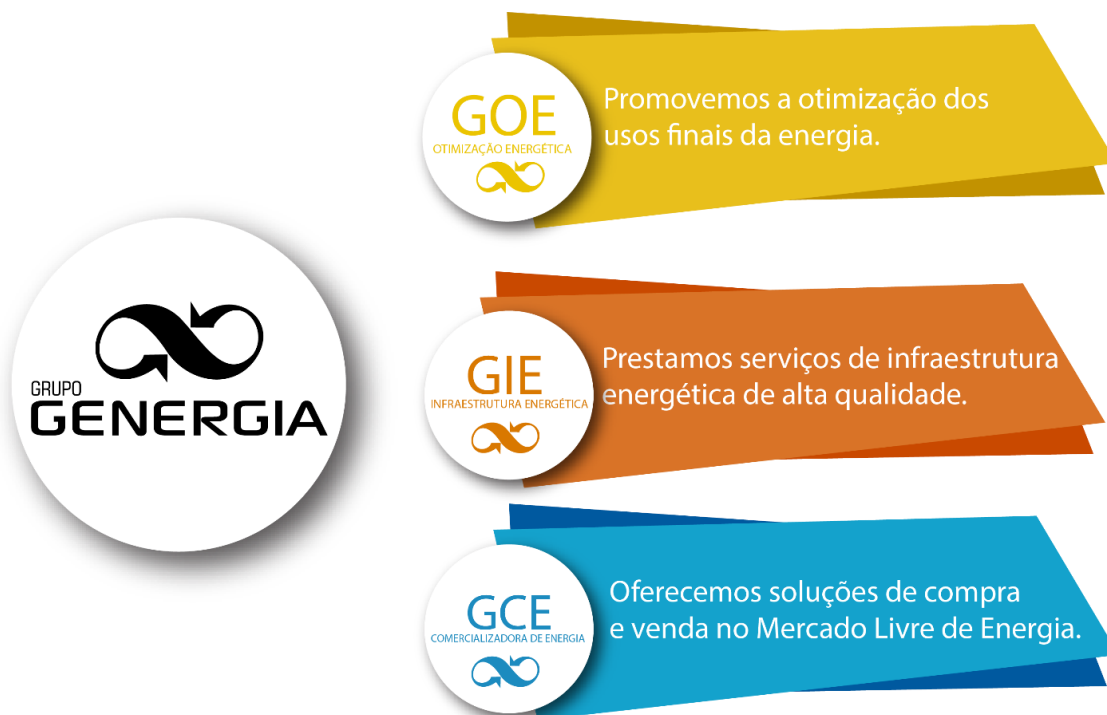 GRUPO
GENERGIA
GOE
OTIMIZAÇÃO ENERGÉTICA
Promovemos a otimização dos
usos finais da energia.
GIE
INFRAESTRUTURA ENERGÉTICA
Prestamos serviços de infraestrutura
energética de alta qualidade.
GCE
COMERCIALIZADORA DE ENERGIA
Oferecemos soluções de compra
e venda no Mercado Livre de Energia.